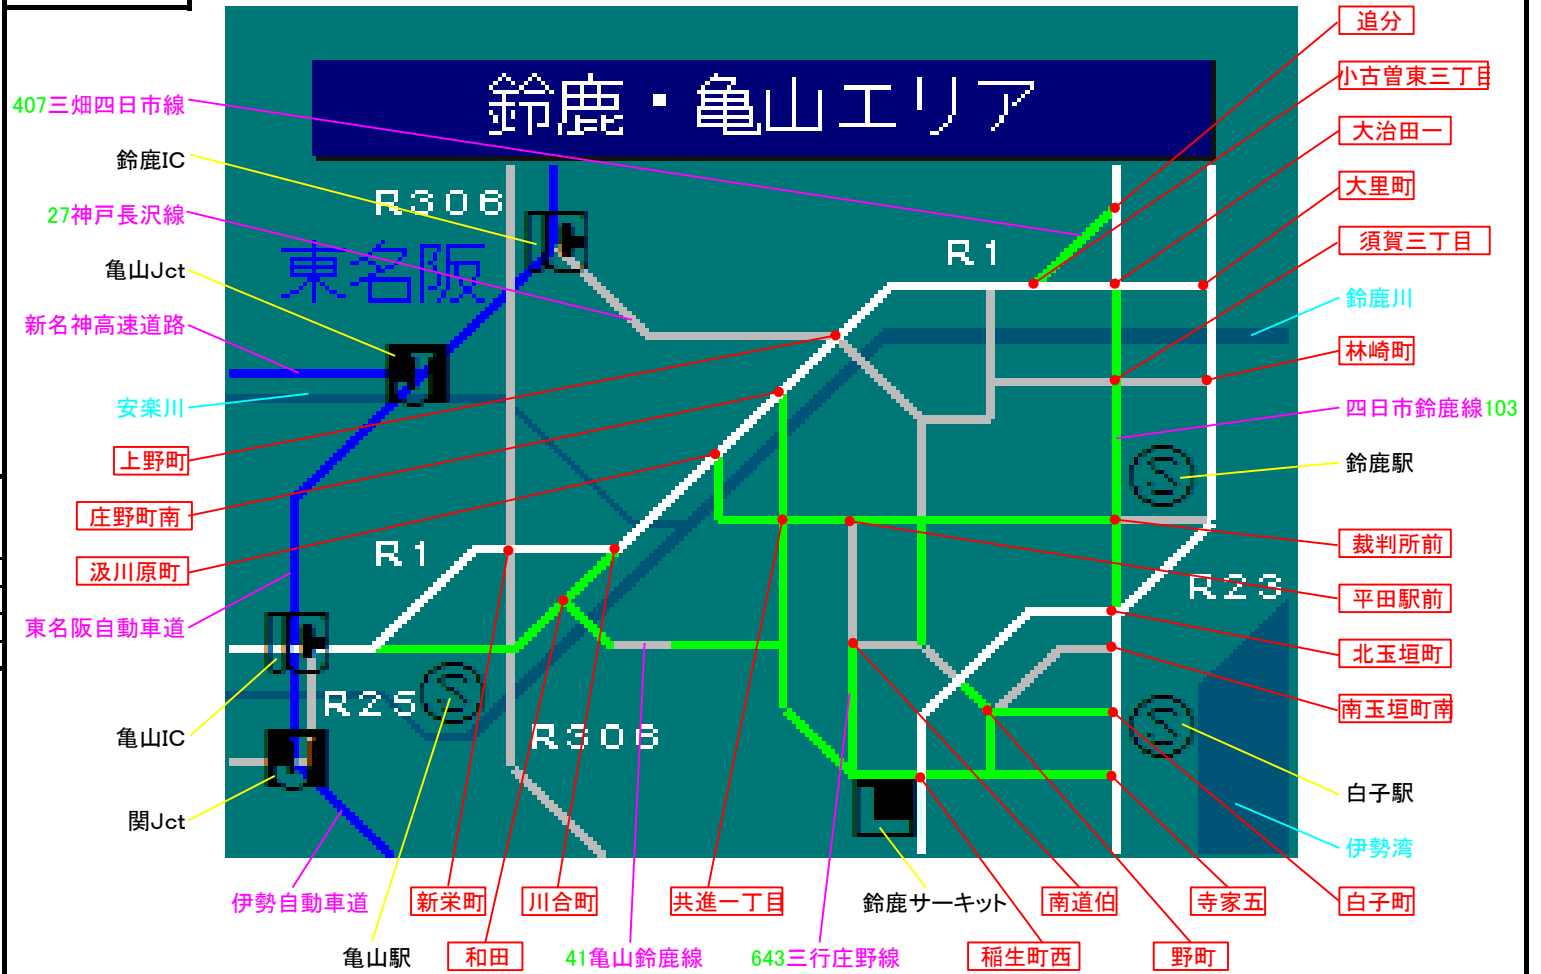 鈴鹿・亀山エリア
407三畑四日市線
鈴鹿IC
27神戸長沢線
亀山Jct
新名神高速道路
安楽川
上野町
庄野町南
汲川原町
東名阪自動車道
亀山IC
関Jct
R306
東名阪
R1
R1
R25
R306
R23
追分
小古曽東三丁目
大治田一
大里町
須賀三丁目
鈴鹿川
林崎町
四日市鈴鹿線103
鈴鹿駅
裁判所前
平田駅前
北玉垣町
南玉垣町南
白子駅
伊勢湾
伊勢自動車道
新栄町
川合町
共進一丁目
鈴鹿サーキット
南道伯
寺家五
白子町
亀山駅
和田
41亀山鈴鹿線
643三行庄野線
稲生町西
野町